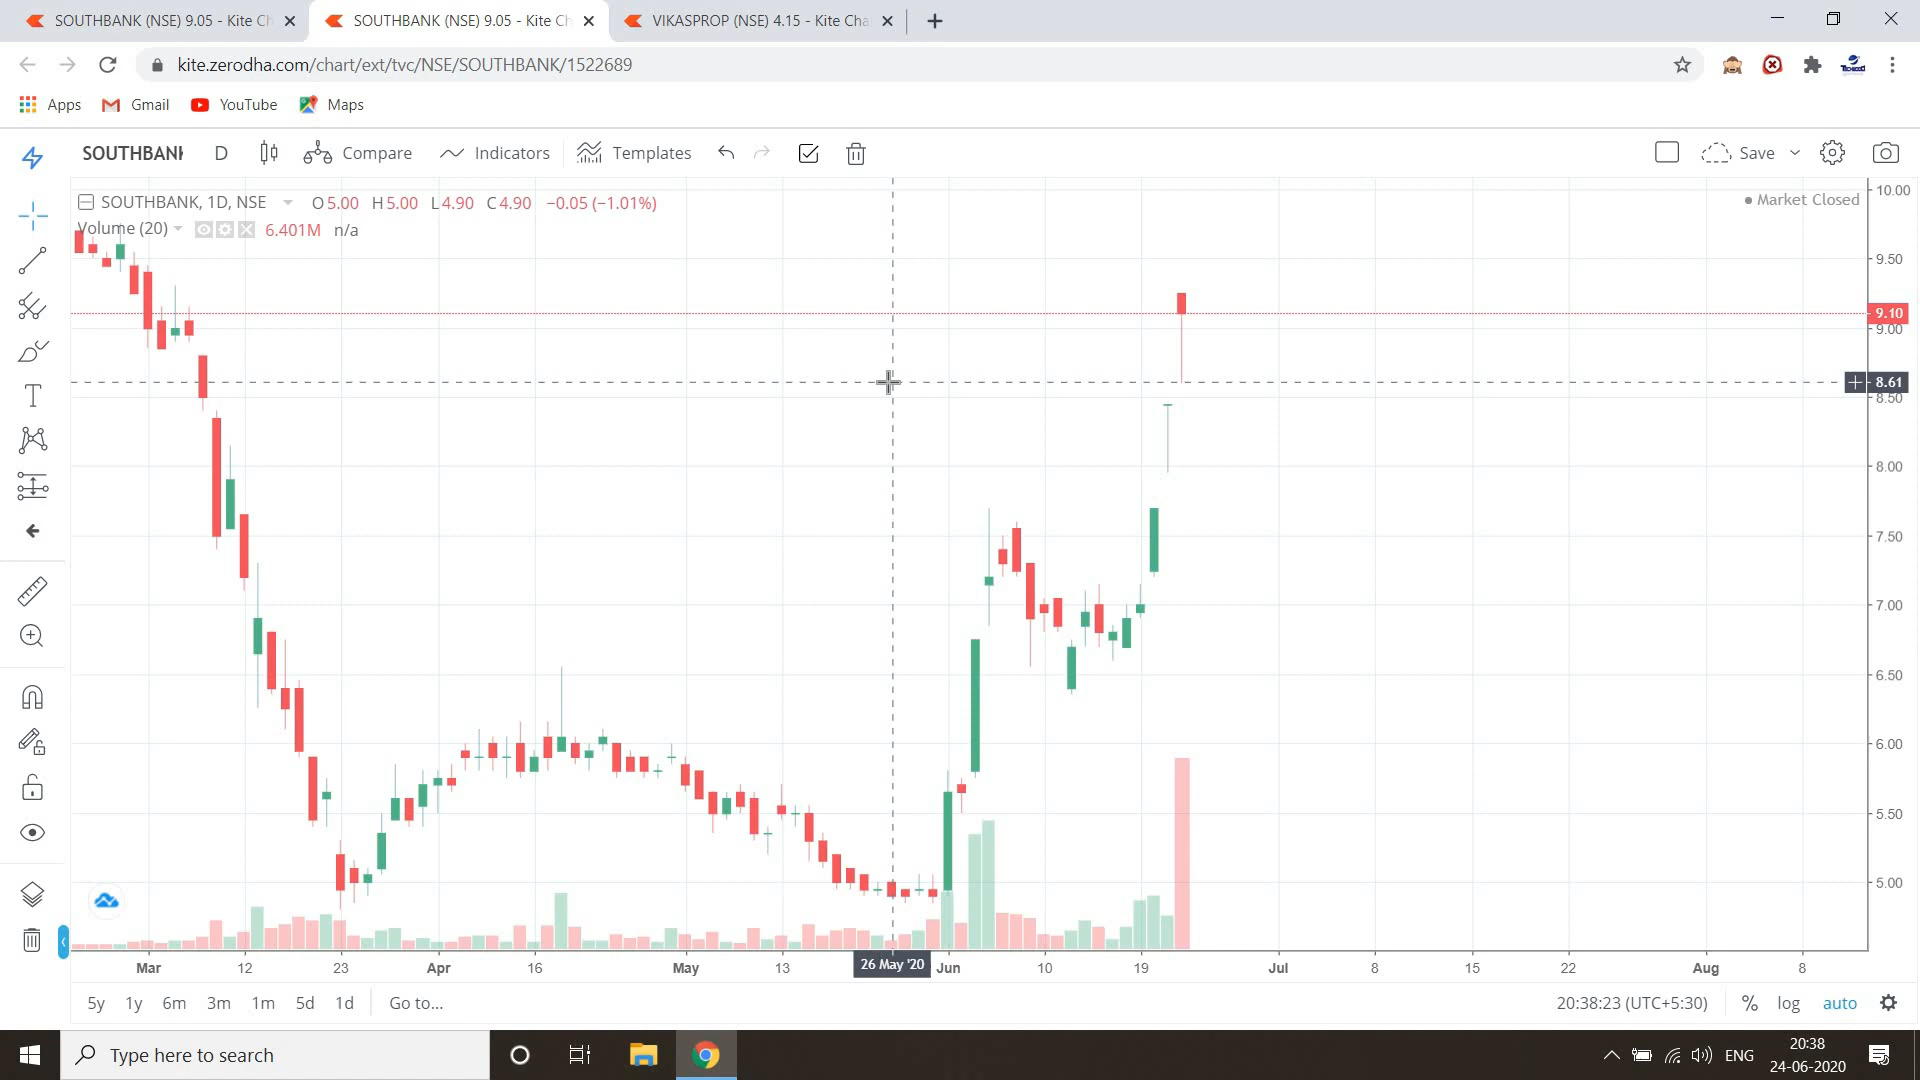 SOUTHBANK (NSE) 9.05 - Kite Ch
SOUTHBANK (NSE) 9.05 - Kite Ch
VIKASPROP (NSE) 4.15 - Kite Cha
kite.zerodha.com/chart/ext/tvc/NSE/SOUTHBANK/1522689
Apps
Gmail
YouTube
Maps
SOUTHBANK
D
Compare
Indicators
Templates
Save
SOUTHBANK, 1D, NSE
O5.00 H5.00 L4.90 C4.90 −0.05 (−1.01%)
Market Closed
Volume (20)
6.401M n/a
10.00
9.50
9.10
9.00
8.61
8.50
8.00
7.50
7.00
6.50
6.00
5.50
5.00
Mar 12 23 Apr 16 May 13 26 May '20 Jun 10 19 Jul 8 15 22 Aug 8
5y 1y 6m 3m 1m 5d 1d Go to...
20:38:23 (UTC+5:30) % log auto
Type here to search
ENG
20:38
24-06-2020